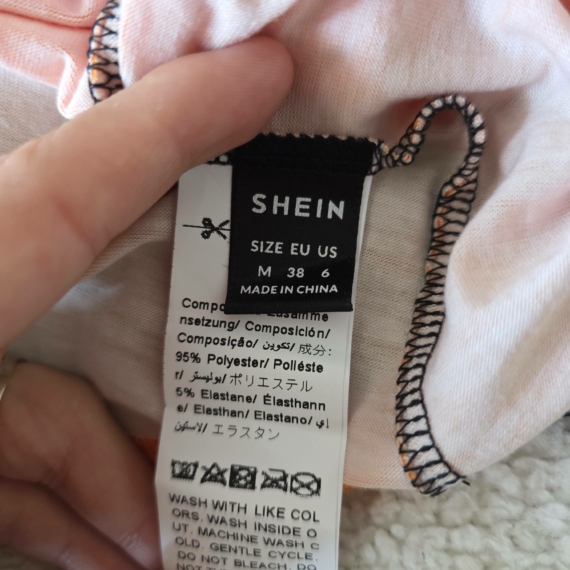 SHEIN
SIZE EU US
M 38 6
MADE IN CHINA
nsetzung/ Composición/
Composição/ تكوين/ 成分:
95% Polyester/ Poliéste
r/ بوليستر/ ポリエステル
5% Elastane/ Élasthann
e/ Elasthan/ Elastano/ إي
لاستين/ エラスタン
WASH WITH LIKE COL
ORS. WASH INSIDE O
UT. MACHINE WASH C
OLD. GENTLE CYCLE.
DO NOT BLEACH. DO